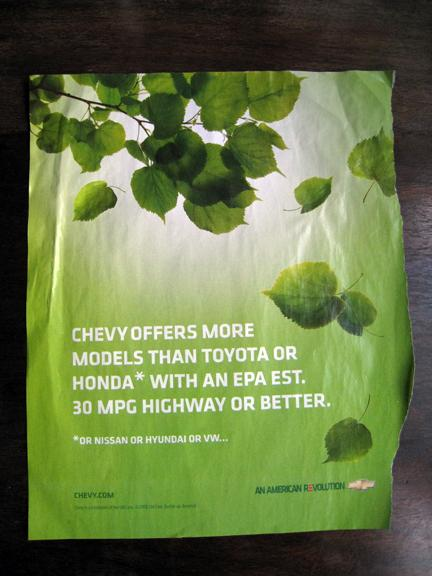 CHEVY OFFERS MORE
MODELS THAN TOYOTA OR
HONDA* WITH AN EPA EST.
30 MPG HIGHWAY OR BETTER.
*OR NISSAN OR HYUNDAI OR VW...
CHEVY.COM
AN AMERICAN REVOLUTION